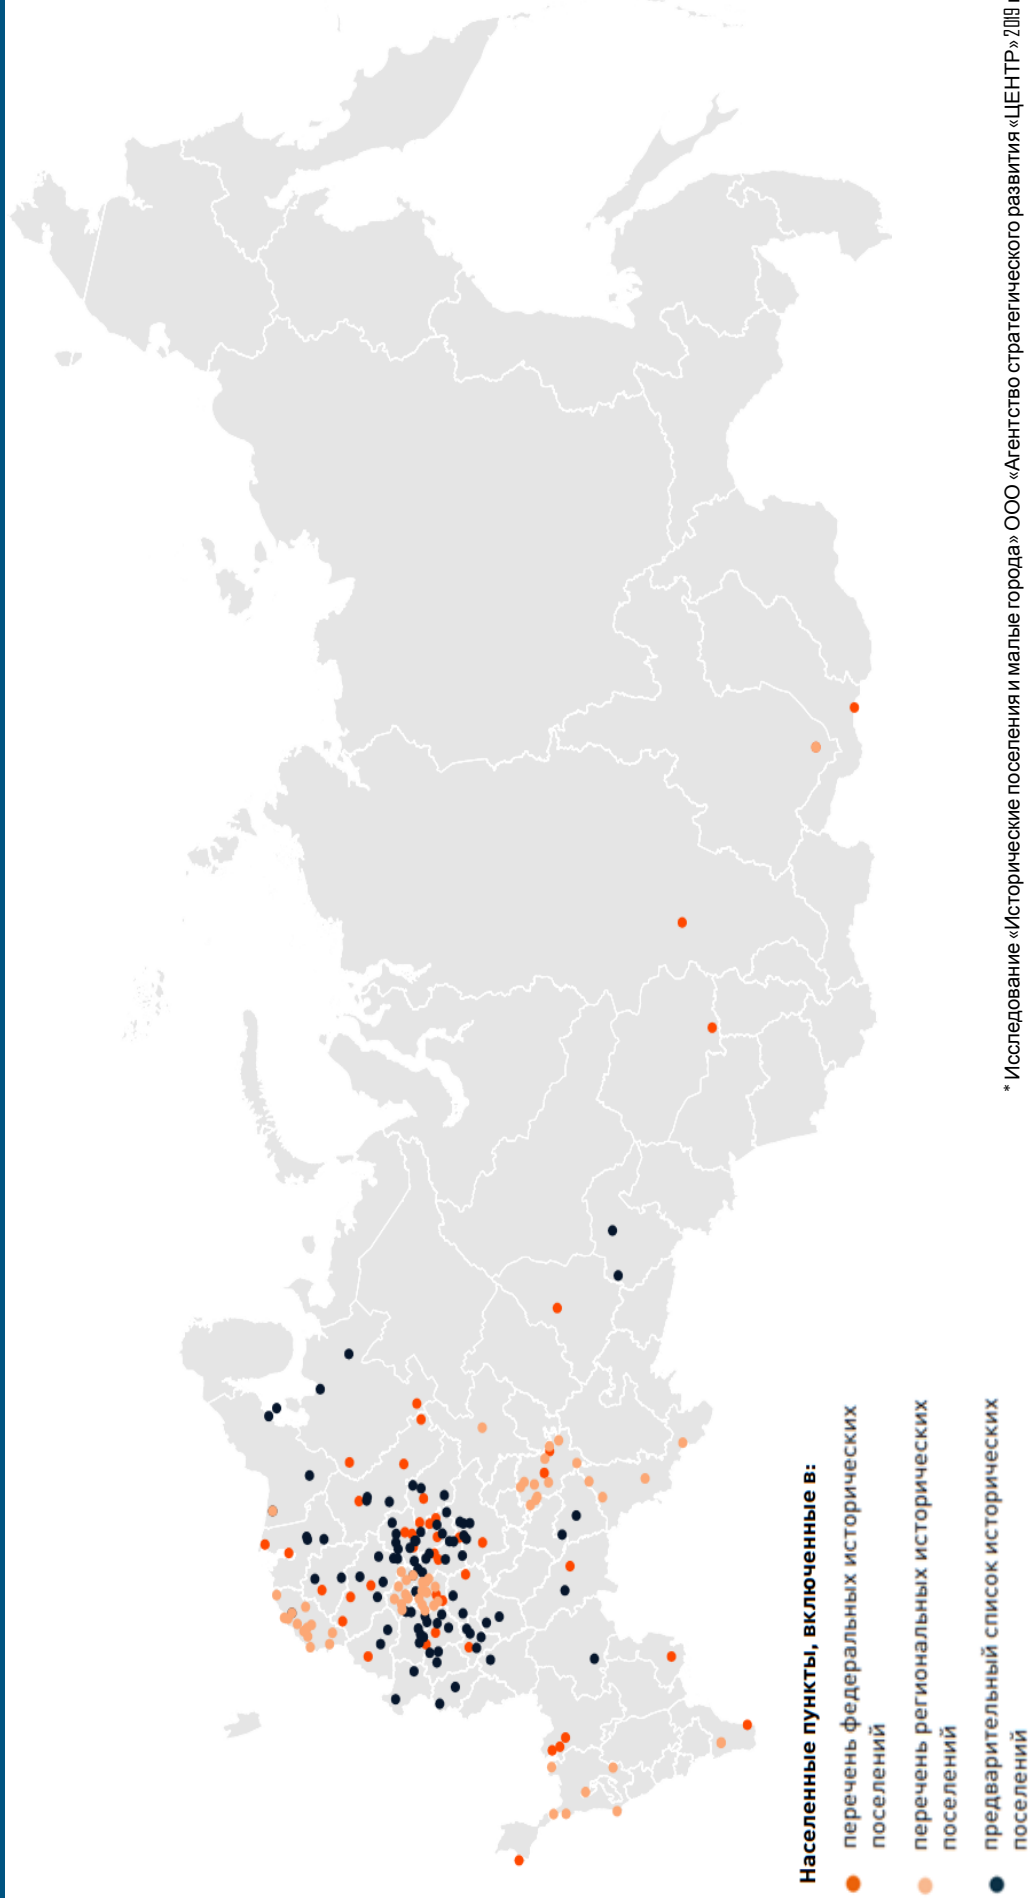 Населенные пункты, включенные в:
перечень федеральных исторических
поселений
перечень региональных исторических
поселений
предварительный список исторических
поселений
* Исследование «Исторические поселения и малые города» ООО «Агентство стратегического развития «ЦЕНТР» 2019